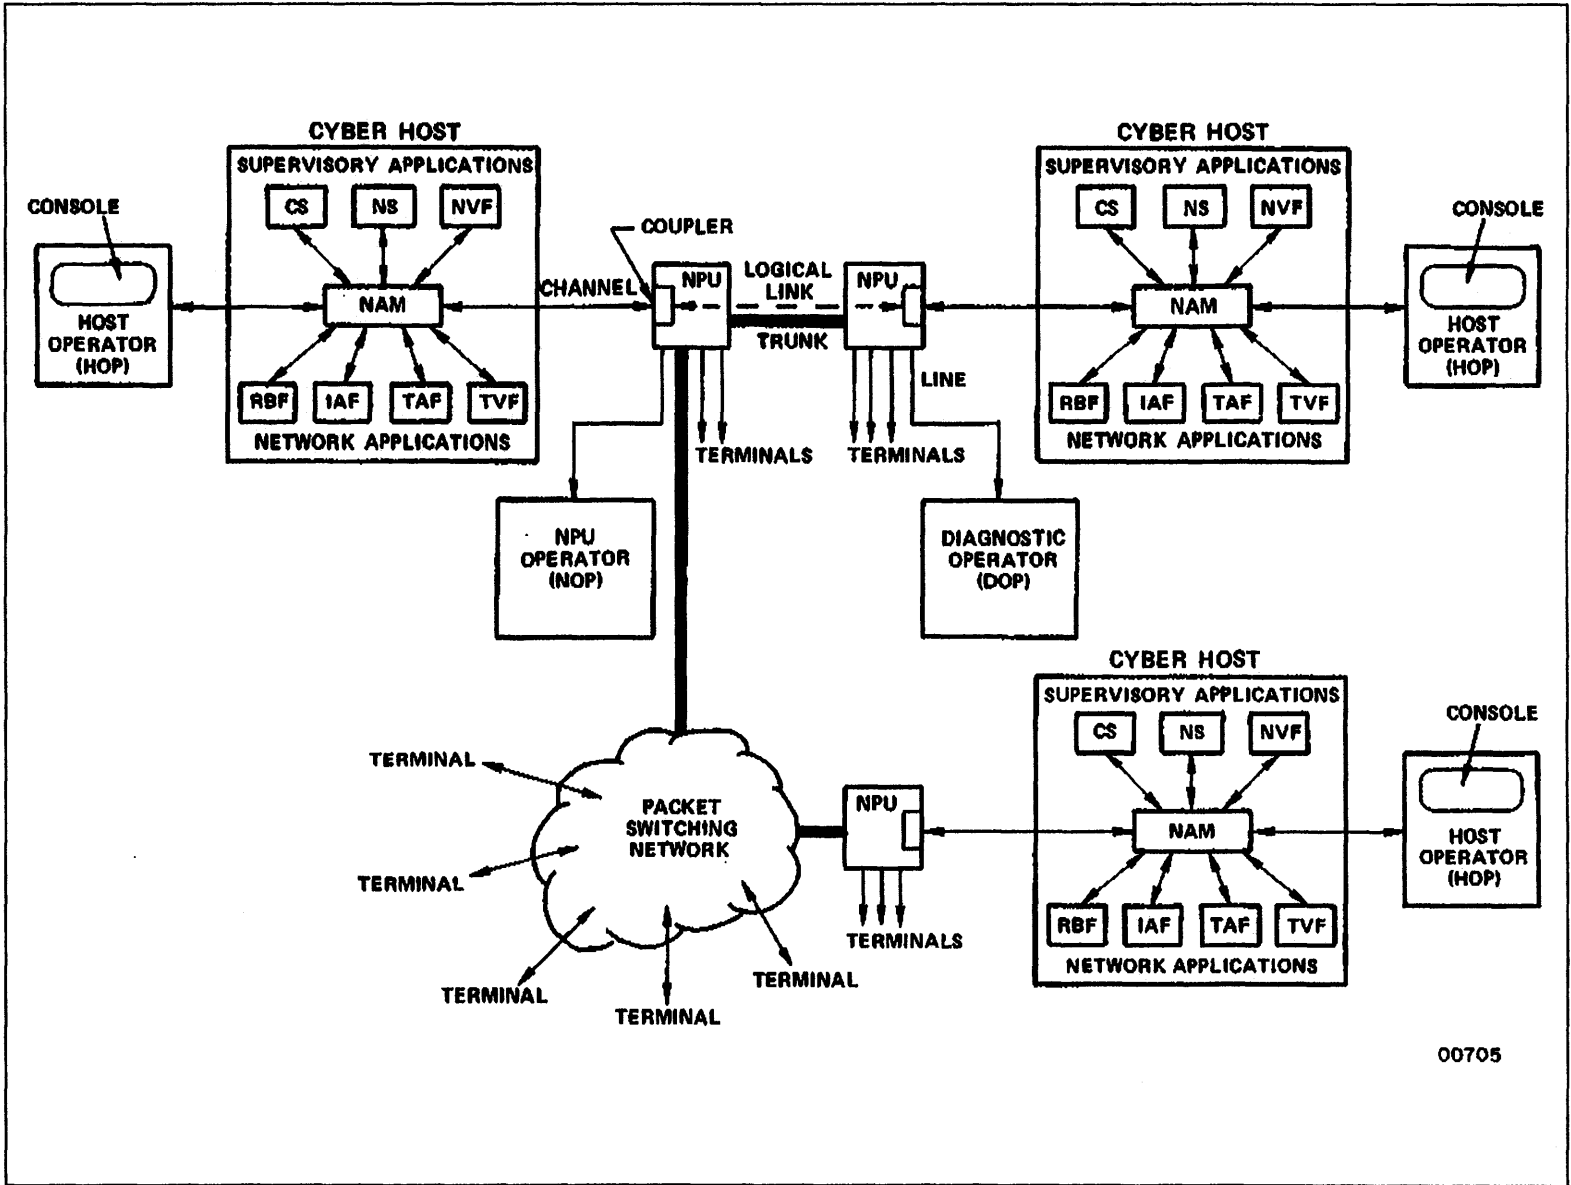 CYBER HOST
SUPERVISORY APPLICATIONS
CS
NS
NVF
NAM
RBF
IAF
TAF
TVF
NETWORK APPLICATIONS
CONSOLE
HOST
OPERATOR
(HOP)
CHANNEL
COUPLER
NPU
LOGICAL
LINK
TRUNK
NPU
LINE
TERMINALS
TERMINALS
CYBER HOST
SUPERVISORY APPLICATIONS
CS
NS
NVF
NAM
RBF
IAF
TAF
TVF
NETWORK APPLICATIONS
CONSOLE
HOST
OPERATOR
(HOP)
NPU
OPERATOR
(NOP)
DIAGNOSTIC
OPERATOR
(DOP)
TERMINAL
TERMINAL
TERMINAL
TERMINAL
TERMINAL
PACKET
SWITCHING
NETWORK
NPU
TERMINALS
CYBER HOST
SUPERVISORY APPLICATIONS
CS
NS
NVF
NAM
RBF
IAF
TAF
TVF
NETWORK APPLICATIONS
CONSOLE
HOST
OPERATOR
(HOP)
00705